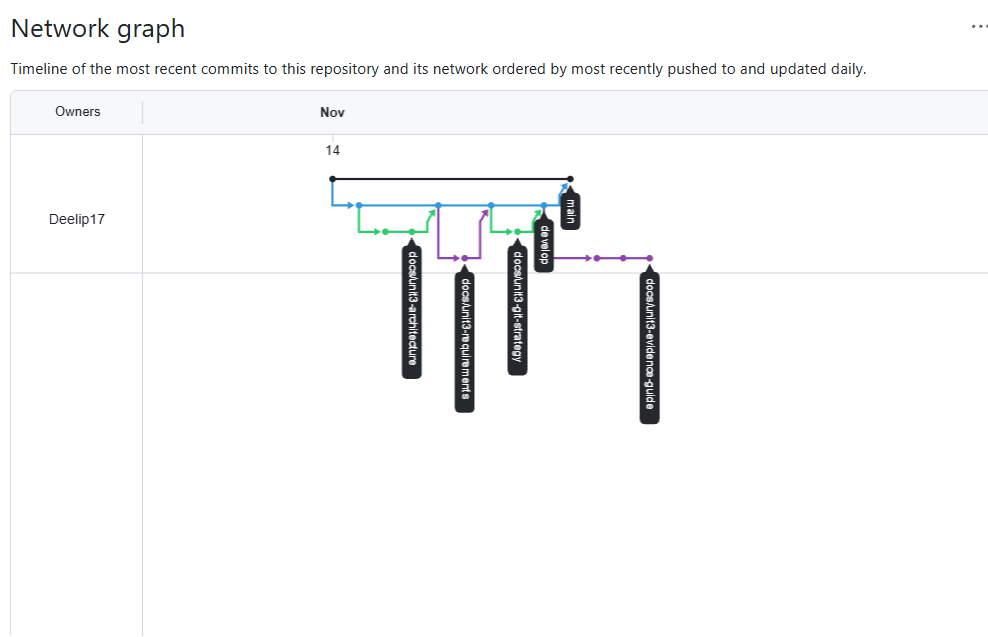 Network graph
...
Timeline of the most recent commits to this repository and its network ordered by most recently pushed to and updated daily.
Owners
Nov
14
Deelip17
main
develop
docs/unit3-architecture
docs/unit3-requirements
docs/unit3-git-strategy
docs/unit3-evidence-guide